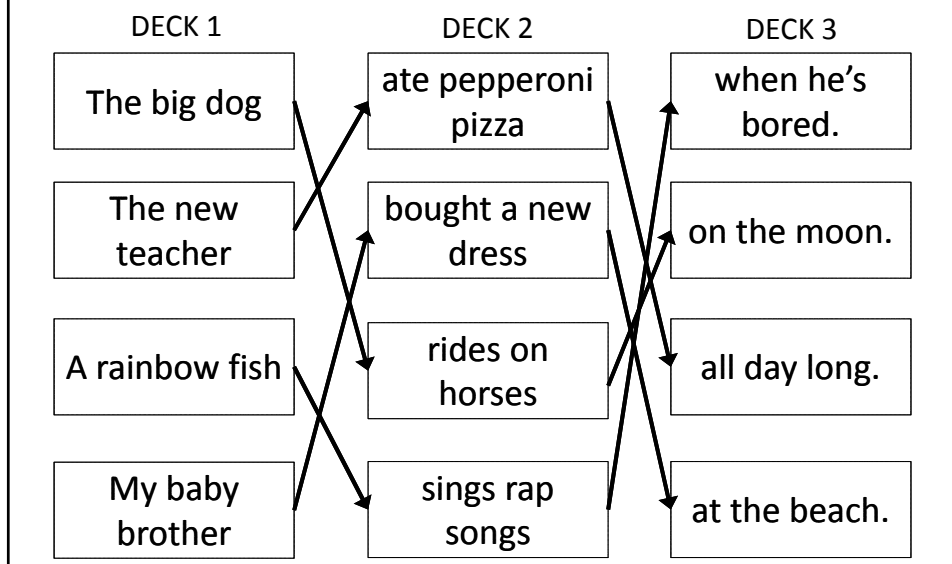 DECK 1
DECK 2
DECK 3
The big dog
ate pepperoni
pizza
when he’s
bored.
The new
teacher
bought a new
dress
on the moon.
A rainbow fish
rides on
horses
all day long.
My baby
brother
sings rap
songs
at the beach.